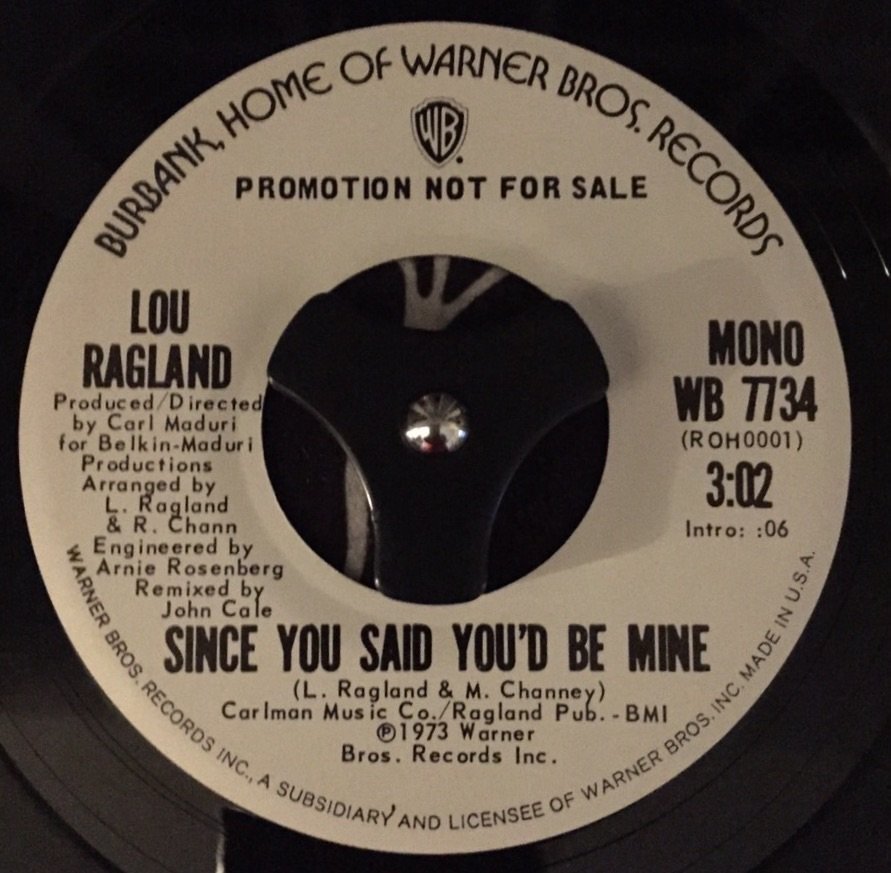 BURBANK, HOME OF WARNER BROS. RECORDS
WB
PROMOTION NOT FOR SALE
LOU
RAGLAND
Produced/Directed
by Carl Maduri
for Belkin-Maduri
Productions
Arranged by
L. Ragland
& R. Chann
Engineered by
Arnie Rosenberg
Remixed by
John Cale
MONO
WB 7734
(ROH0001)
3:02
Intro: :06
SINCE YOU SAID YOU'D BE MINE
(L. Ragland & M. Channey)
Carlman Music Co./Ragland Pub. - BMI
℗1973 Warner
Bros. Records Inc.
WARNER BROS. RECORDS INC., A SUBSIDIARY AND LICENSEE OF WARNER BROS. INC. MADE IN U.S.A.